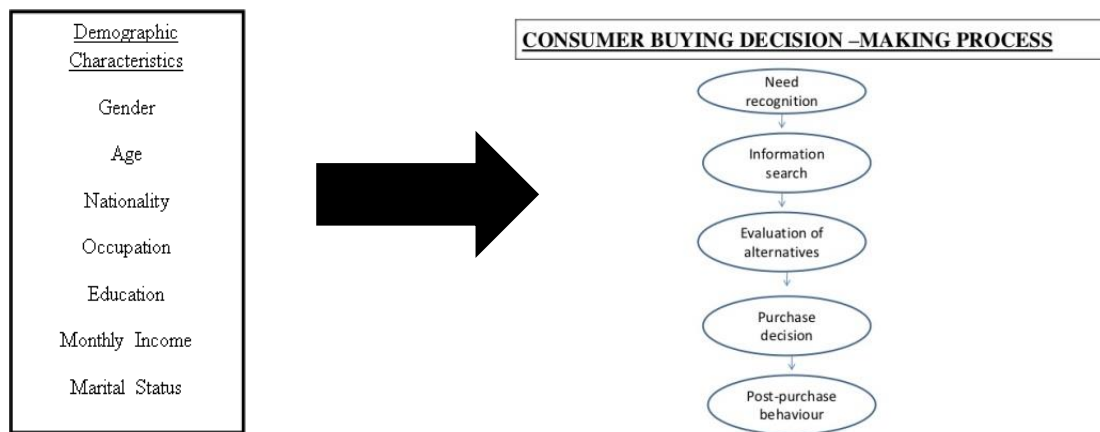 Demographic
Characteristics
Gender
Age
Nationality
Occupation
Education
Monthly Income
Marital Status
CONSUMER BUYING DECISION –MAKING PROCESS
Need
recognition
Information
search
Evaluation of
alternatives
Purchase
decision
Post-purchase
behaviour